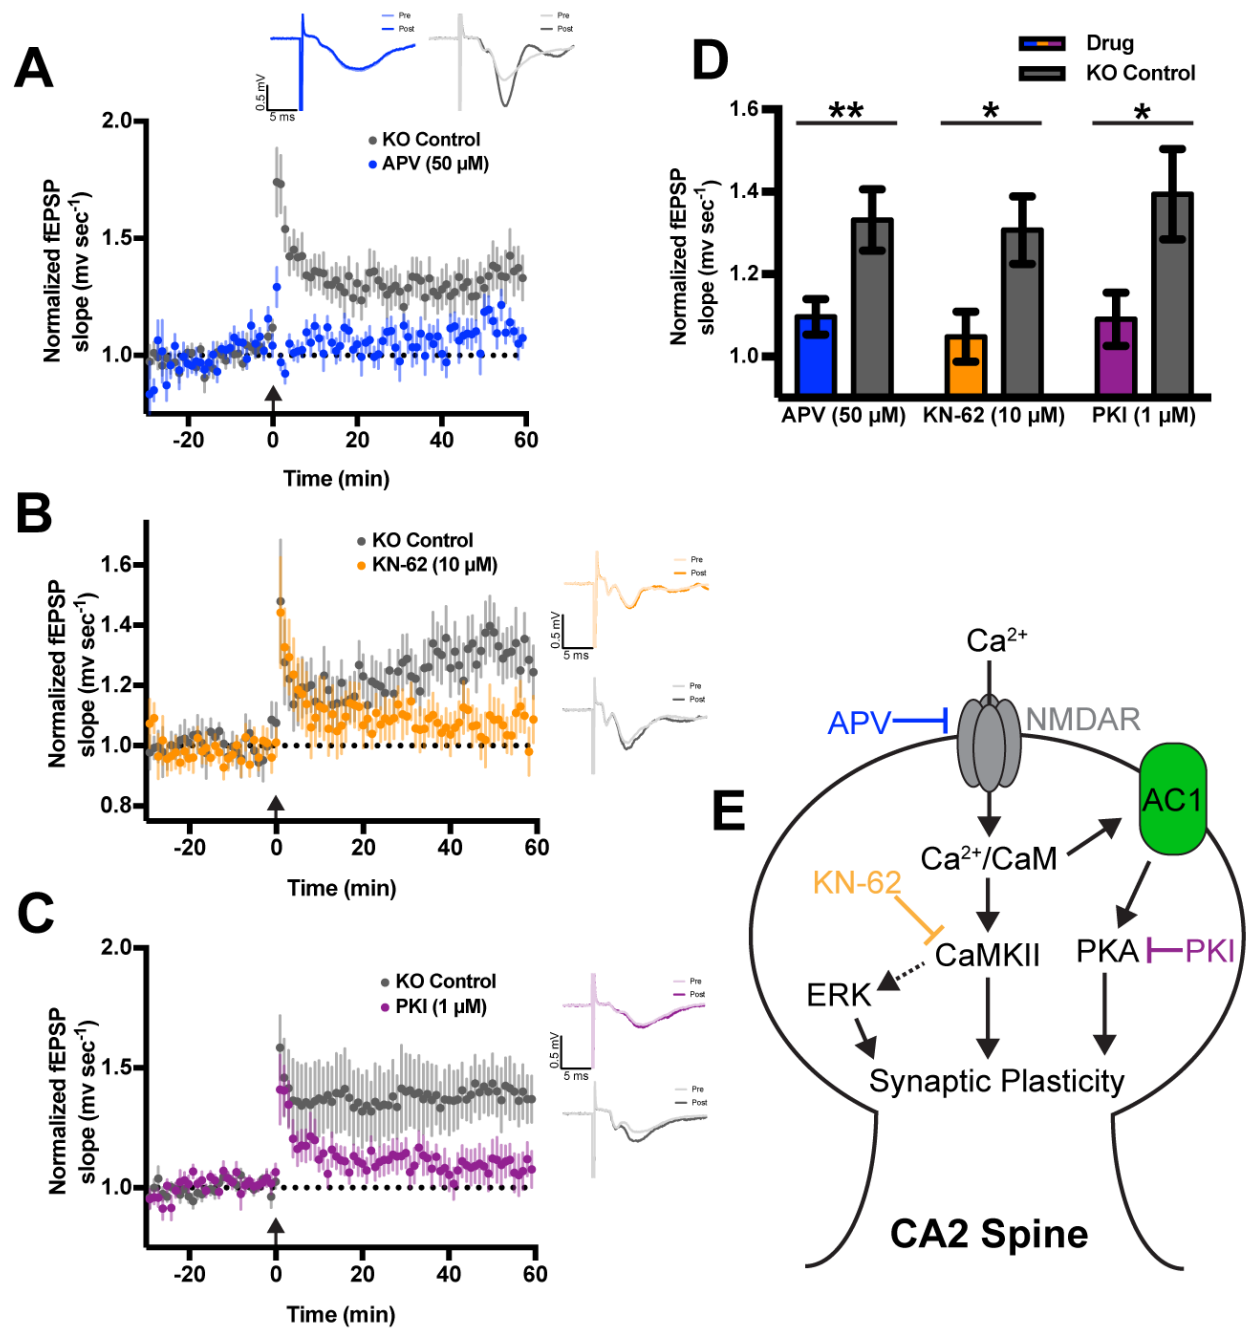 A
Pre
Post
0.5 mV
5 ms
Pre
Post
2.0
1.5
1.0
Normalized fEPSP
slope (mv sec-1)
KO Control
APV (50 µM)
-20 0 20 40 60
Time (min)
B
1.6
1.4
1.2
1.0
0.8
Normalized fEPSP
slope (mv sec-1)
KO Control
KN-62 (10 µM)
-20 0 20 40 60
Time (min)
Pre
Post
0.5 mV
5 ms
Pre
Post
C
2.0
1.5
1.0
Normalized fEPSP
slope (mv sec-1)
KO Control
PKI (1 µM)
-20 0 20 40 60
Time (min)
Pre
Post
0.5 mV
5 ms
Pre
Post
D
Drug
KO Control
1.6
1.4
1.2
1.0
Normalized fEPSP
slope (mv sec-1)
** * *
APV (50 µM) KN-62 (10 µM) PKI (1 µM)
E
Ca2+
APV
NMDAR
AC1
Ca2+/CaM
KN-62
CaMKII
PKA
PKI
ERK
Synaptic Plasticity
CA2 Spine